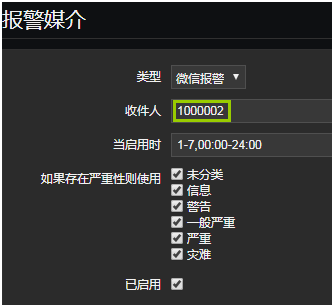 报警媒介
类型 微信报警
收件人 1000002
当启用时 1-7,00:00-24:00
如果存在严重性则使用 未分类
信息
警告
一般严重
严重
灾难
已启用